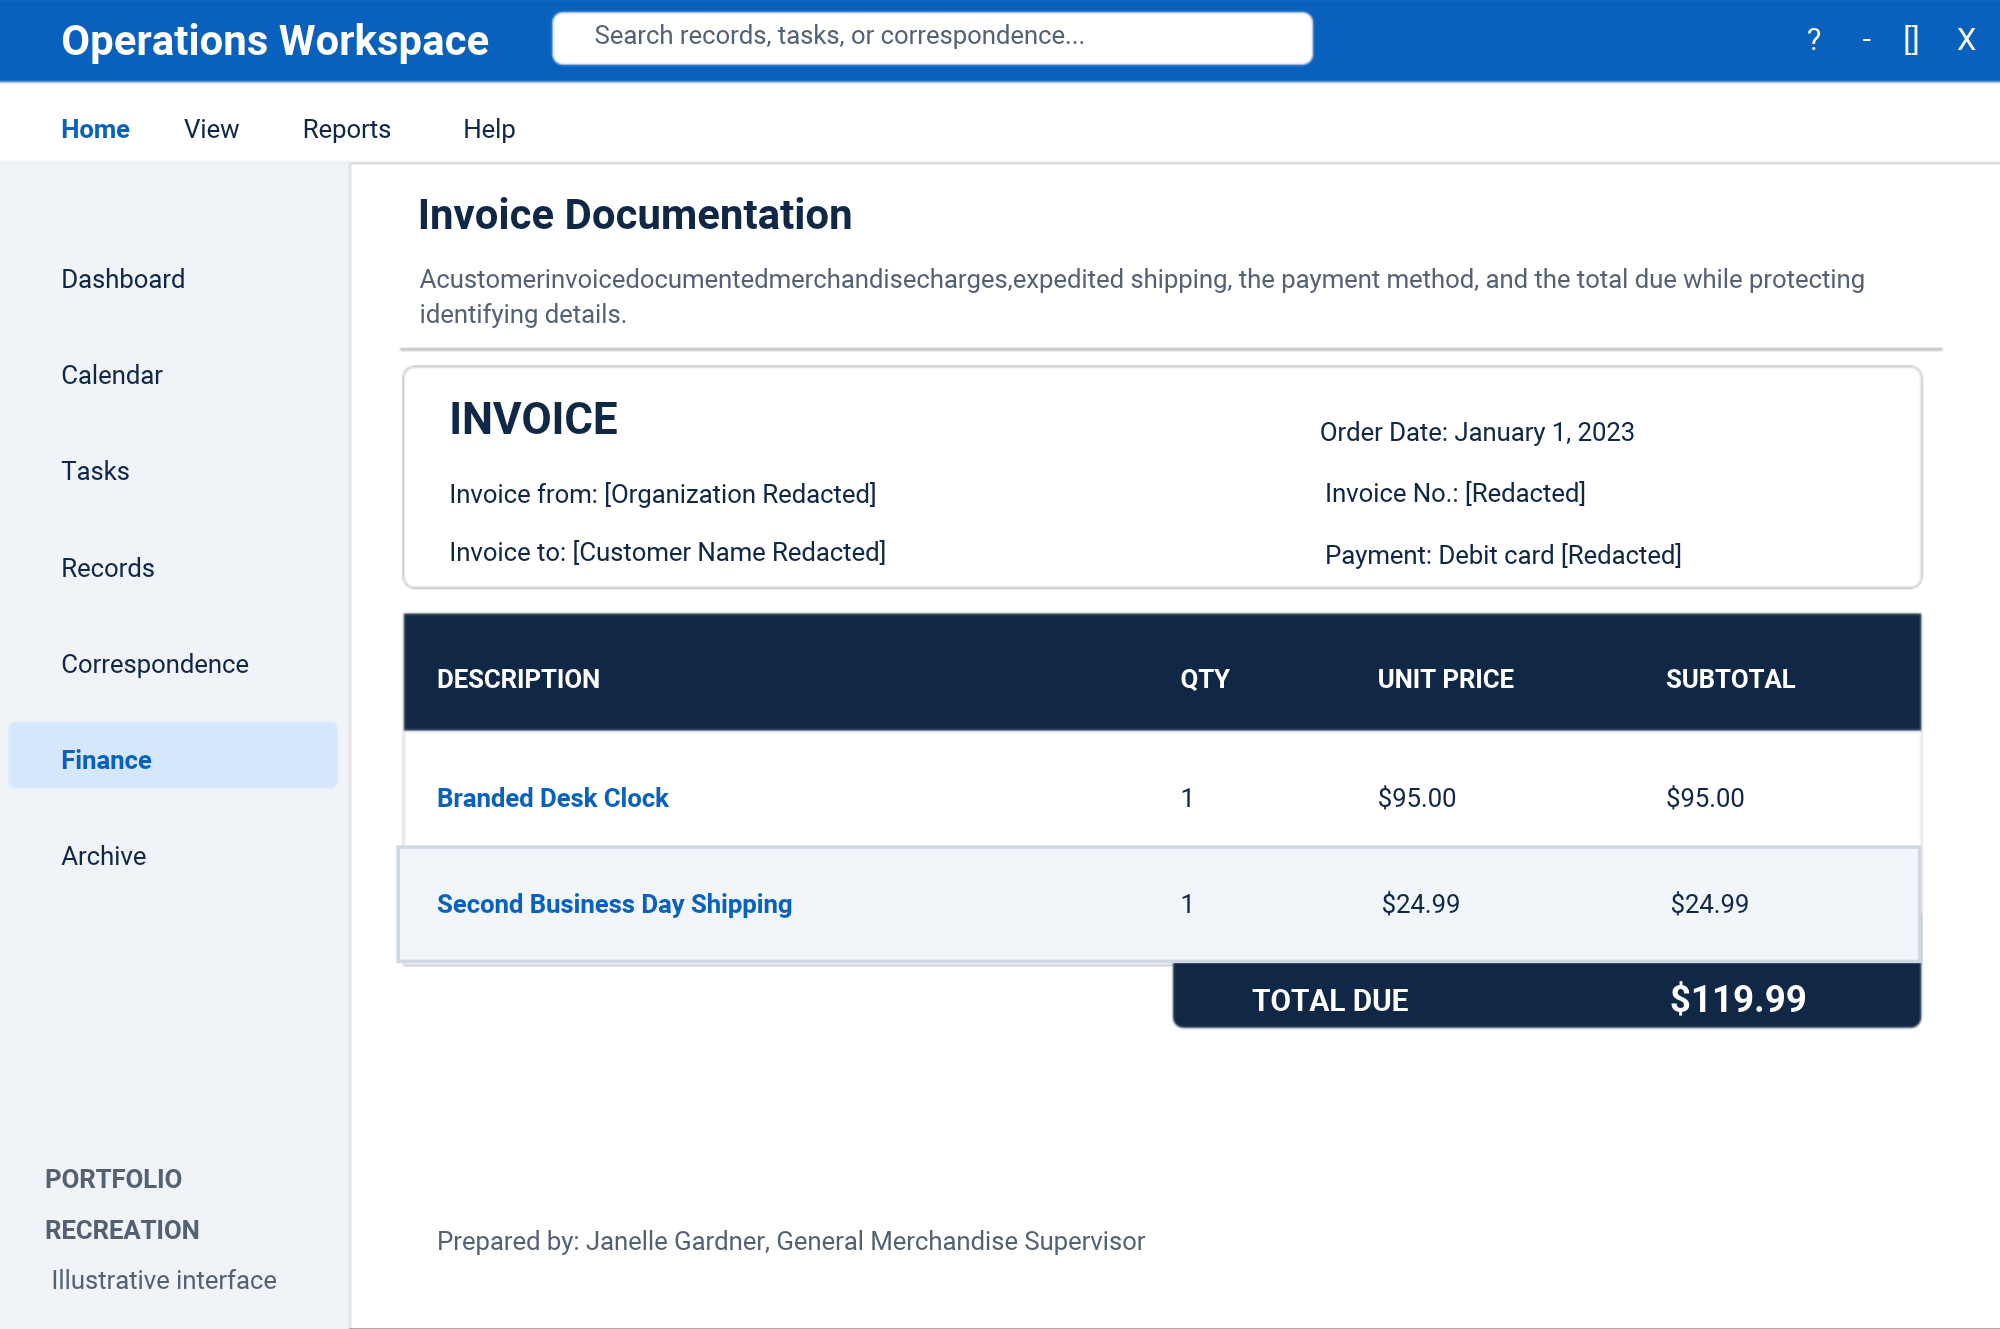 Operations Workspace
Search records, tasks, or correspondence...
? - [] X
Home View Reports Help
Dashboard
Calendar
Tasks
Records
Correspondence
Finance
Archive
PORTFOLIO
RECREATION
Illustrative interface
Invoice Documentation
Acustomerinvoicedocumentedmerchandisecharges,expedited shipping, the payment method, and the total due while protecting
identifying details.
INVOICE
Invoice from: [Organization Redacted]
Invoice to: [Customer Name Redacted]
Order Date: January 1, 2023
Invoice No.: [Redacted]
Payment: Debit card [Redacted]
DESCRIPTION QTY UNIT PRICE SUBTOTAL
Branded Desk Clock 1 $95.00 $95.00
Second Business Day Shipping 1 $24.99 $24.99
TOTAL DUE $119.99
Prepared by: Janelle Gardner, General Merchandise Supervisor